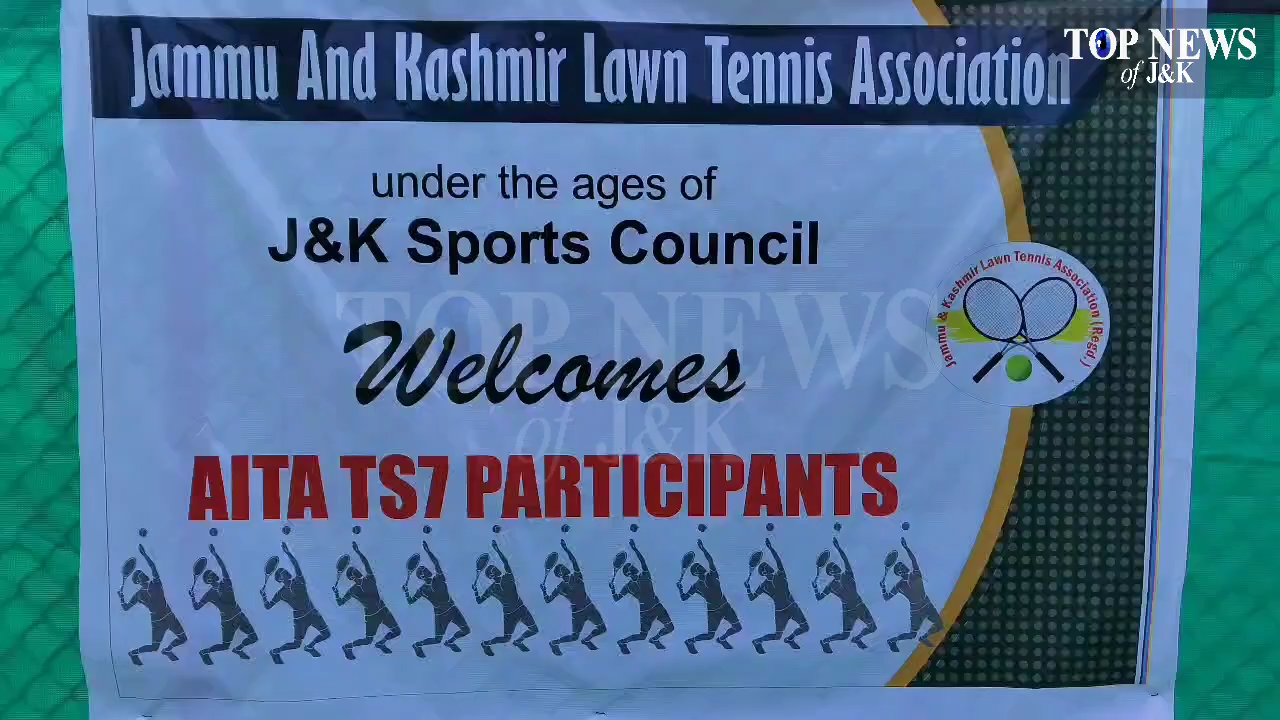 Jammu And Kashmir Lawn Tennis Association
TOP NEWS
of J&K
under the ages of
J&K Sports Council
Welcomes
TOP NEWS
of J&K
Jammu & Kashmir Lawn Tennis Association (Regd.)
AITA TS7 PARTICIPANTS